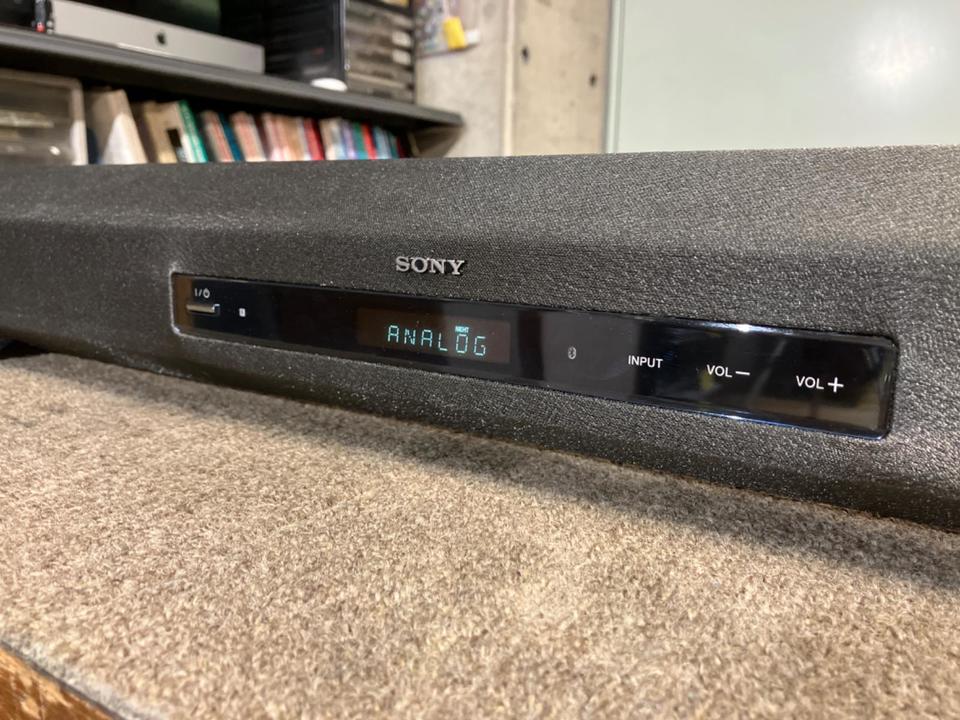 SONY
I/⏻
NIGHT
ANALOG
INPUT
VOL −
VOL +